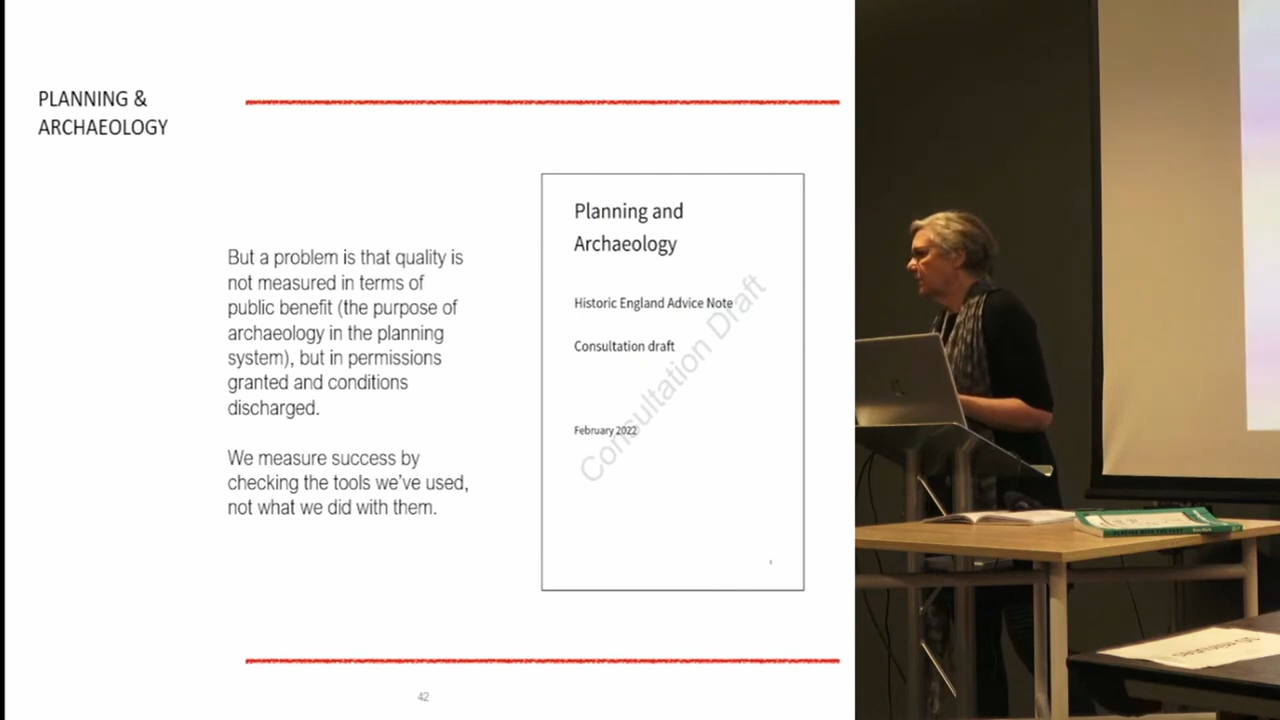 PLANNING &
ARCHAEOLOGY
But a problem is that quality is
not measured in terms of
public benefit (the purpose of
archaeology in the planning
system), but in permissions
granted and conditions
discharged.
We measure success by
checking the tools we've used,
not what we did with them.
Planning and
Archaeology
Historic England Advice Note
Consultation draft
February 2022
Consultation Draft
42